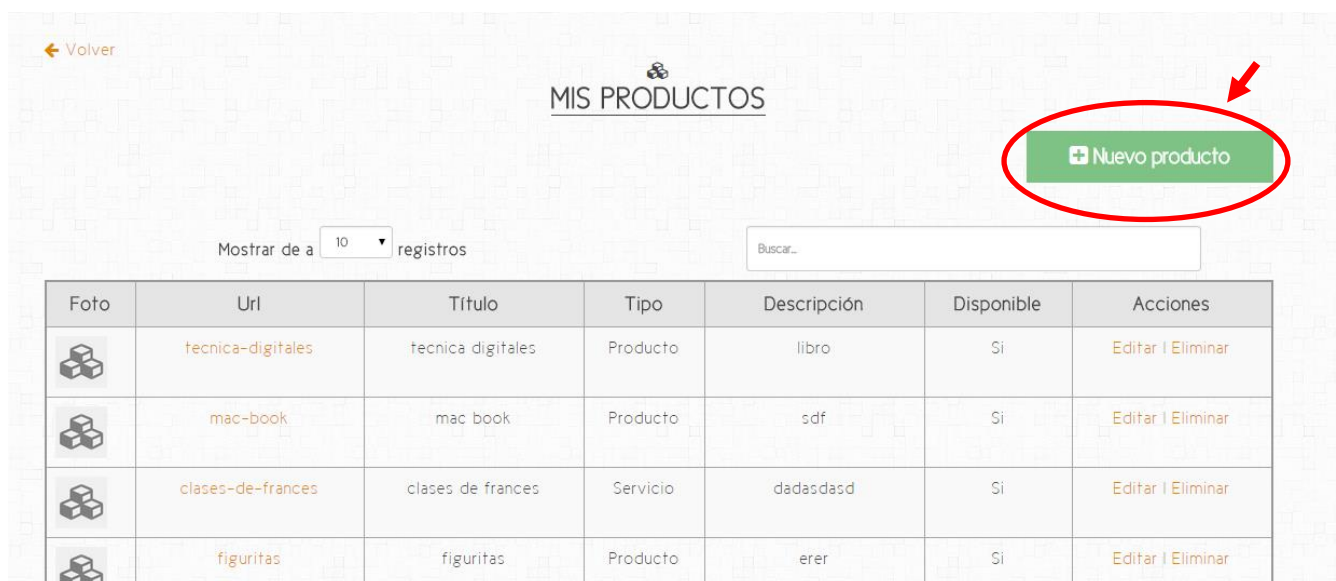 Volver
MIS PRODUCTOS
Nuevo producto
Mostrar de a 10 registros
Buscar...
Foto Url Título Tipo Descripción Disponible Acciones
tecnica-digitales tecnica digitales Producto libro Si Editar | Eliminar
mac-book mac book Producto sdf Si Editar | Eliminar
clases-de-frances clases de frances Servicio dadasdasd Si Editar | Eliminar
figuritas figuritas Producto erer Si Editar | Eliminar